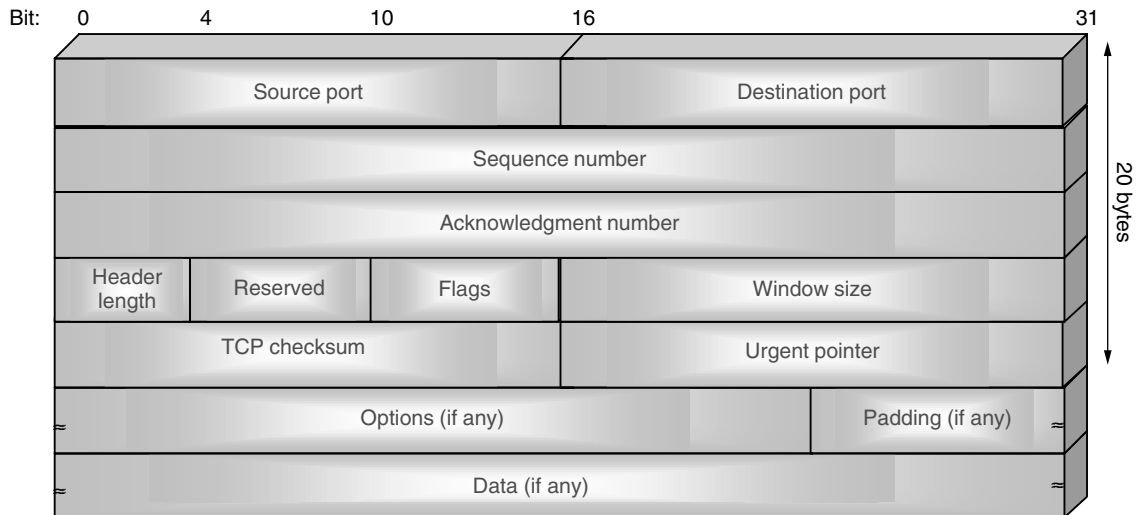 Bit: 0 4 10 16 31
Source port Destination port
Sequence number
Acknowledgment number
20 bytes
Header
length
Reserved Flags Window size
TCP checksum Urgent pointer
Options (if any) Padding (if any)
Data (if any)